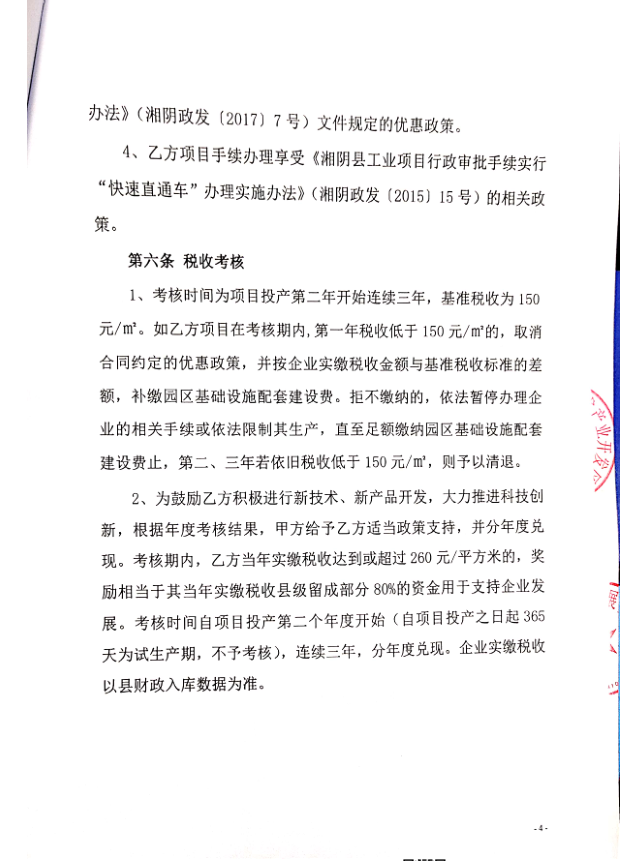 办法》（湘阴政发〔2017〕7 号）文件规定的优惠政策。
4、乙方项目手续办理享受《湘阴县工业项目行政审批手续实行
“快速直通车”办理实施办法》（湘阴政发〔2015〕15 号）的相关政
策。
第六条 税收考核
1、考核时间为项目投产第二年开始连续三年，基准税收为 150
元/㎡。如乙方项目在考核期内,第一年税收低于 150 元/㎡的，取消
合同约定的优惠政策，并按企业实缴税收金额与基准税收标准的差
额，补缴园区基础设施配套建设费。拒不缴纳的，依法暂停办理企
业的相关手续或依法限制其生产，直至足额缴纳园区基础设施配套
建设费止，第二、三年若依旧税收低于 150 元/㎡，则予以清退。
2、为鼓励乙方积极进行新技术、新产品开发，大力推进科技创
新，根据年度考核结果，甲方给予乙方适当政策支持，并分年度兑
现。考核期内，乙方当年实缴税收达到或超过 260 元/平方米的，奖
励相当于其当年实缴税收县级留成部分 80%的资金用于支持企业发
展。考核时间自项目投产第二个年度开始（自项目投产之日起 365
天为试生产期，不予考核），连续三年，分年度兑现。企业实缴税收
以县财政入库数据为准。
产业开发
-4-